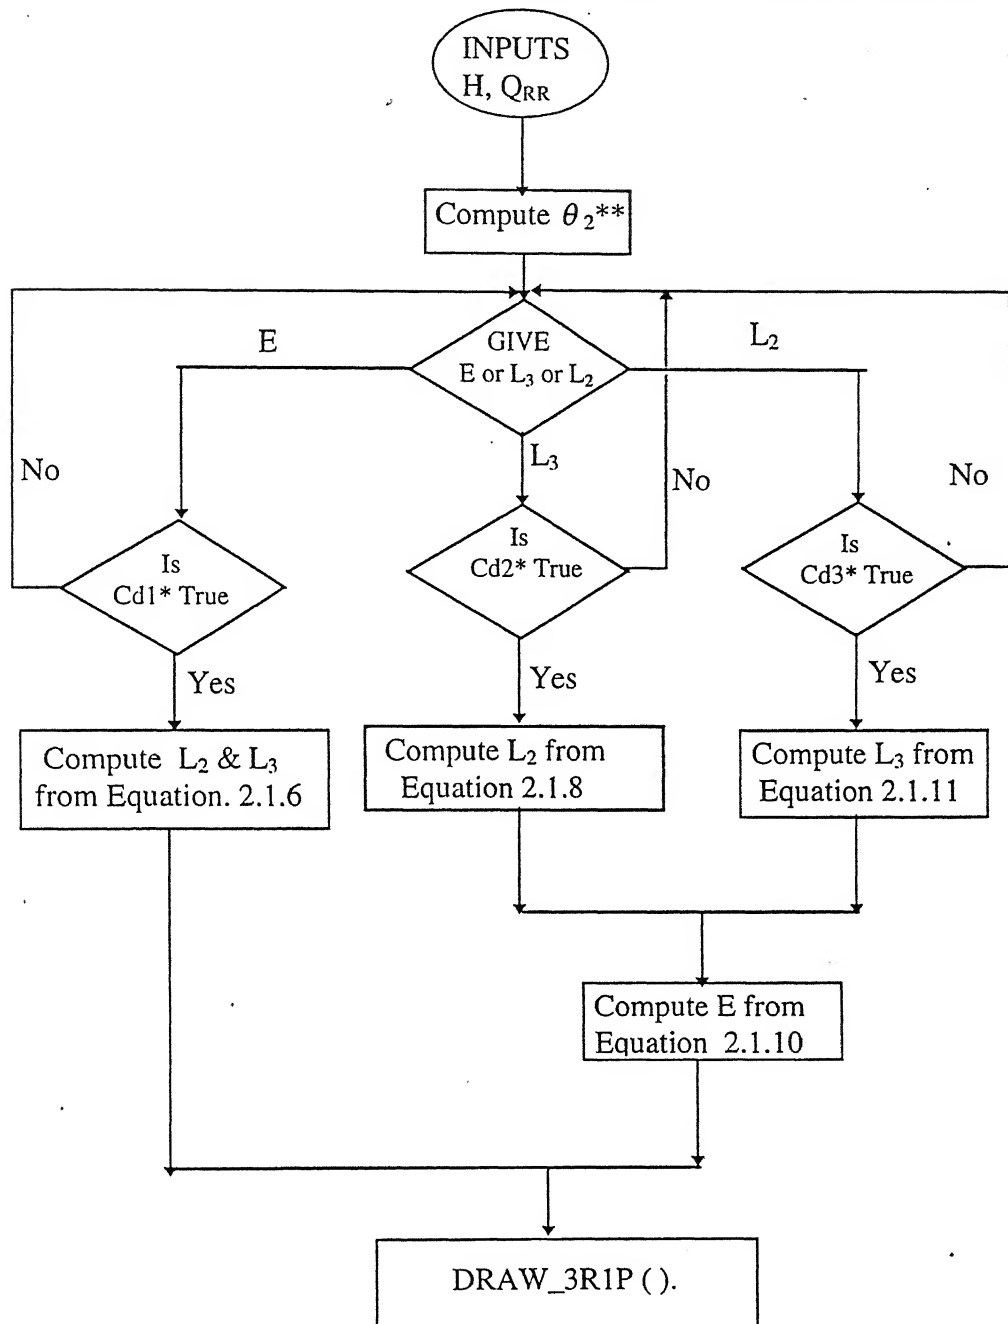 INPUTS
H, QRR
Compute θ2**
E
GIVE
E or L3 or L2
L2
No
L3
No
No
Is
Cd1* True
Is
Cd2* True
Is
Cd3* True
Yes
Yes
Yes
Compute L2 & L3
from Equation. 2.1.6
Compute L2 from
Equation 2.1.8
Compute L3 from
Equation 2.1.11
Compute E from
Equation 2.1.10
DRAW_3R1P ( ).